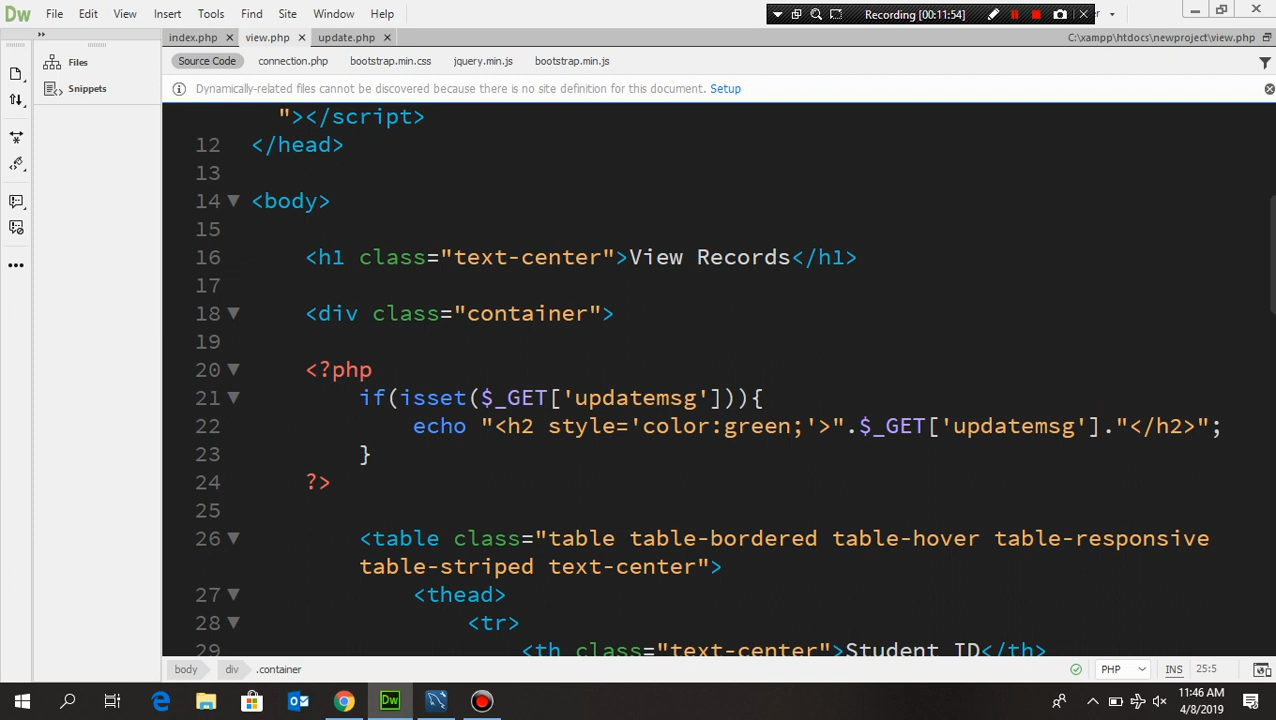 Dw File Edit View Insert Tools Find Site Window Help
Recording [00:11:54]
index.php view.php update.php C:\xampp\htdocs\newproject\view.php
Files
Snippets
Source Code connection.php bootstrap.min.css jquery.min.js bootstrap.min.js
Dynamically-related files cannot be discovered because there is no site definition for this document. Setup
"></script>
12 </head>
13
14 <body>
15
16 <h1 class="text-center">View Records</h1>
17
18 <div class="container">
19
20 <?php
21 if(isset($_GET['updatemsg'])){
22 echo "<h2 style='color:green;'>".$_GET['updatemsg']."</h2>";
23 }
24 ?>
25
26 <table class="table table-bordered table-hover table-responsive
table-striped text-center">
27 <thead>
28 <tr>
29 <th class="text-center">Student ID</th>
body div .container PHP INS 25:5
Dw
11:46 AM
4/8/2019